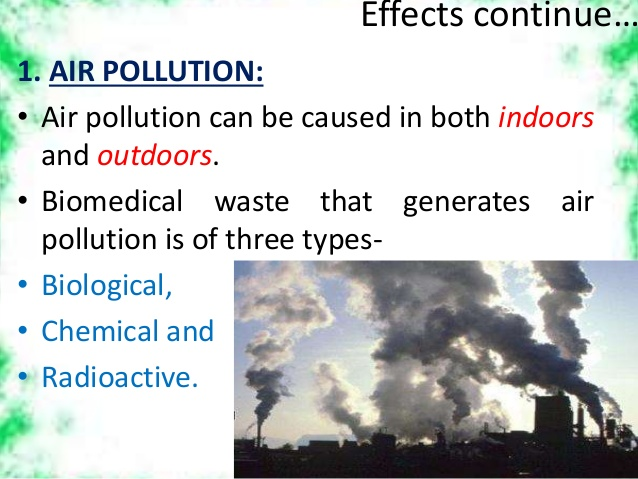 Effects continue…
1. AIR POLLUTION:
• Air pollution can be caused in both indoors
and outdoors.
• Biomedical waste that generates air
pollution is of three types-
• Biological,
• Chemical and
• Radioactive.